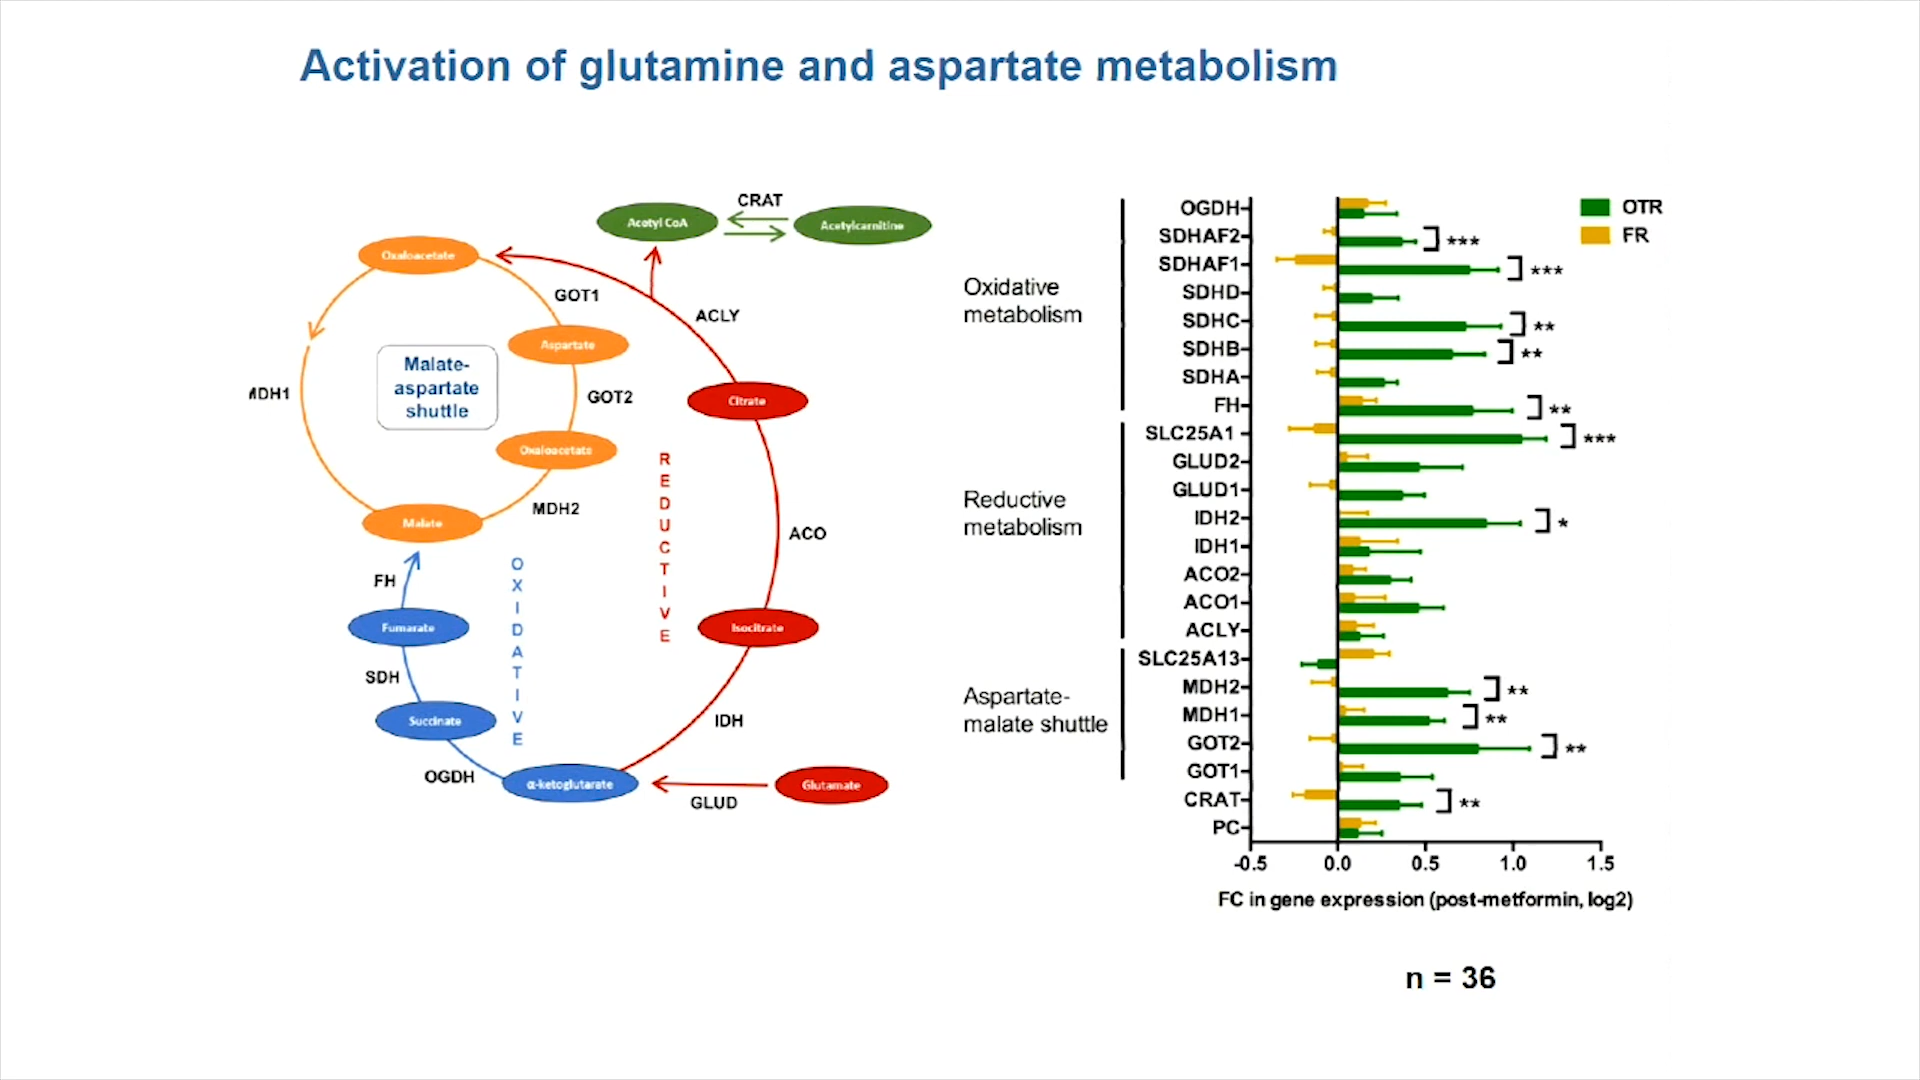 Activation of glutamine and aspartate metabolism
CRAT
Acetyl CoA
Acetylcarnitine
Oxaloacetate
GOT1
ACLY
Aspartate
Malate-
aspartate
shuttle
MDH1
GOT2
Citrate
Oxaloacetate
MDH2
Malate
REDUCTIVE
ACO
OXIDATIVE
FH
Fumarate
Isocitrate
SDH
Succinate
IDH
OGDH
α-ketoglutarate
GLUD
Glutamate
Oxidative
metabolism
Reductive
metabolism
Aspartate-
malate shuttle
OTR
FR
OGDH
SDHAF2 ***
SDHAF1 ***
SDHD
SDHC **
SDHB **
SDHA
FH **
SLC25A1 ***
GLUD2
GLUD1
IDH2 *
IDH1
ACO2
ACO1
ACLY
SLC25A13
MDH2 **
MDH1 **
GOT2 **
GOT1
CRAT **
PC
-0.5 0.0 0.5 1.0 1.5
FC in gene expression (post-metformin, log2)
n = 36